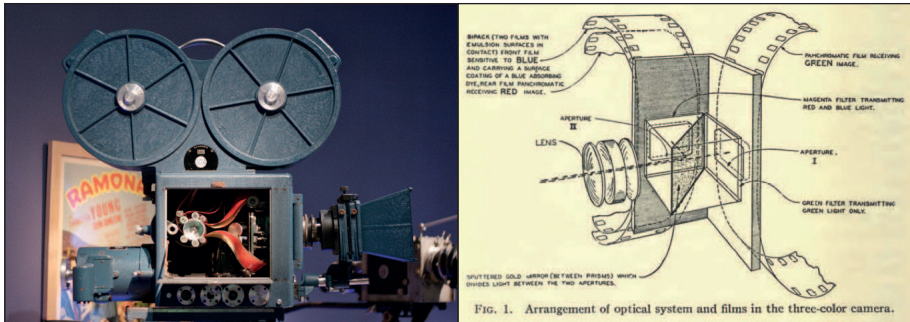 RAMONA
YOUNG
BIPACK (TWO FILMS WITH
EMULSION SURFACES IN
CONTACT) FRONT FILM
SENSITIVE TO BLUE
AND CARRYING A SURFACE
COATING OF A BLUE ABSORBING
DYE, REAR FILM PANCHROMATIC
RECEIVING RED IMAGE.
PANCHROMATIC FILM RECEIVING
GREEN IMAGE.
MAGENTA FILTER TRANSMITTING
RED AND BLUE LIGHT.
APERTURE
II
LENS
APERTURE,
I
GREEN FILTER TRANSMITTING
GREEN LIGHT ONLY.
SPUTTERED GOLD MIRROR (BETWEEN PRISMS) WHICH
DIVIDES LIGHT BETWEEN THE TWO APERTURES.
FIG. 1. Arrangement of optical system and films in the three-color camera.